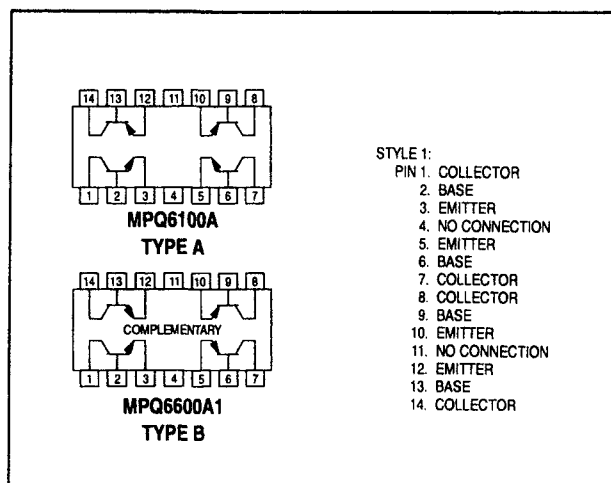 14 13 12 11 10 9 8
1 2 3 4 5 6 7
MPQ6100A
TYPE A
14 13 12 11 10 9 8
COMPLEMENTARY
1 2 3 4 5 6 7
MPQ6600A1
TYPE B
STYLE 1:
PIN 1. COLLECTOR
2. BASE
3. EMITTER
4. NO CONNECTION
5. EMITTER
6. BASE
7. COLLECTOR
8. COLLECTOR
9. BASE
10. EMITTER
11. NO CONNECTION
12. EMITTER
13. BASE
14. COLLECTOR